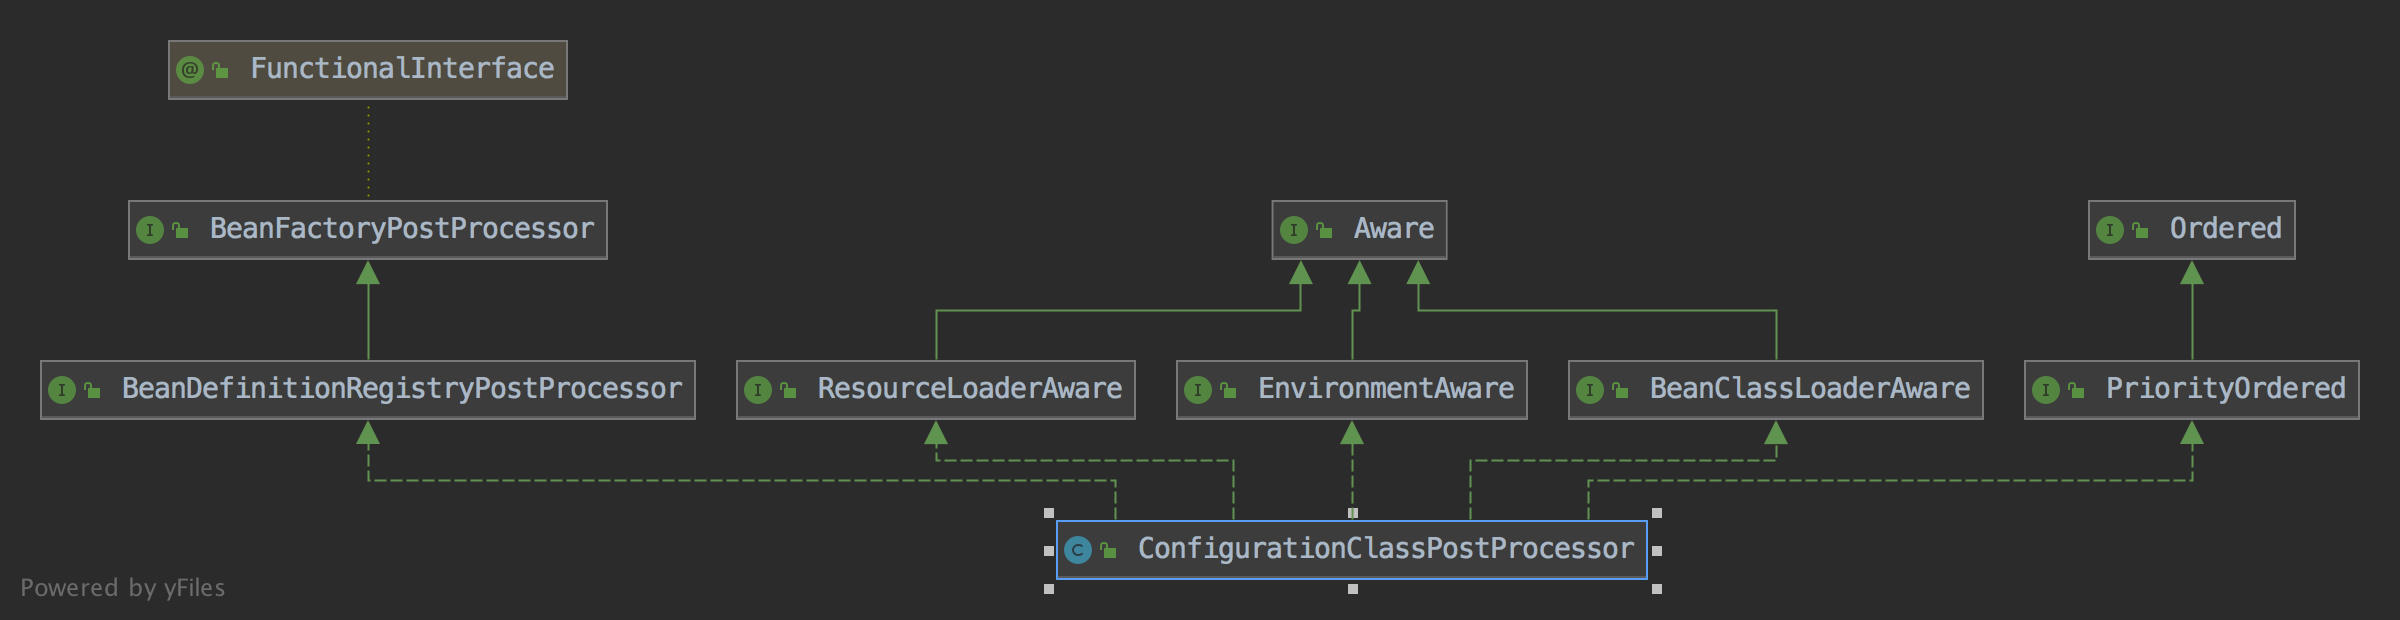 FunctionalInterface
BeanFactoryPostProcessor
Aware
Ordered
BeanDefinitionRegistryPostProcessor
ResourceLoaderAware
EnvironmentAware
BeanClassLoaderAware
PriorityOrdered
ConfigurationClassPostProcessor
Powered by yFiles